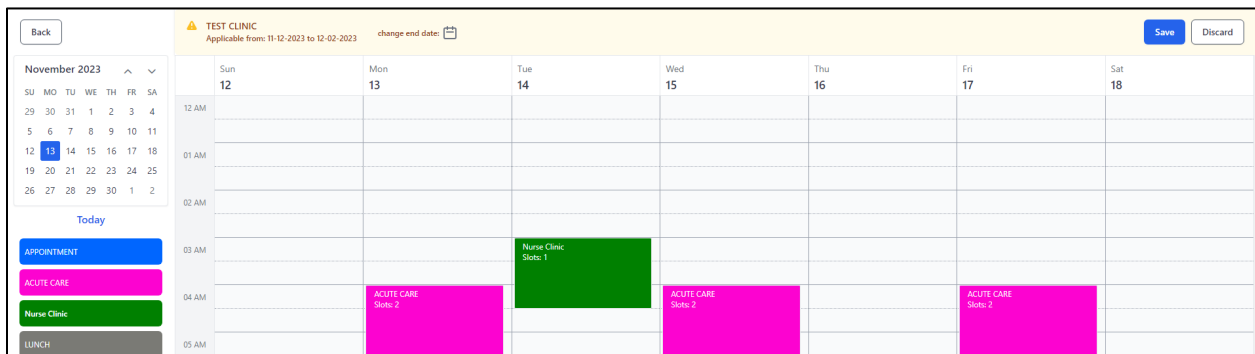 Back
TEST CLINIC
Applicable from: 11-12-2023 to 12-02-2023
change end date:
Save
Discard
November 2023
SU MO TU WE TH FR SA
29 30 31 1 2 3 4
5 6 7 8 9 10 11
12 13 14 15 16 17 18
19 20 21 22 23 24 25
26 27 28 29 30 1 2
Today
APPOINTMENT
ACUTE CARE
Nurse Clinic
LUNCH
Sun Mon Tue Wed Thu Fri Sat
12 13 14 15 16 17 18
12 AM
01 AM
02 AM
03 AM
Nurse Clinic
Slots: 1
04 AM
ACUTE CARE
Slots: 2
ACUTE CARE
Slots: 2
ACUTE CARE
Slots: 2
05 AM